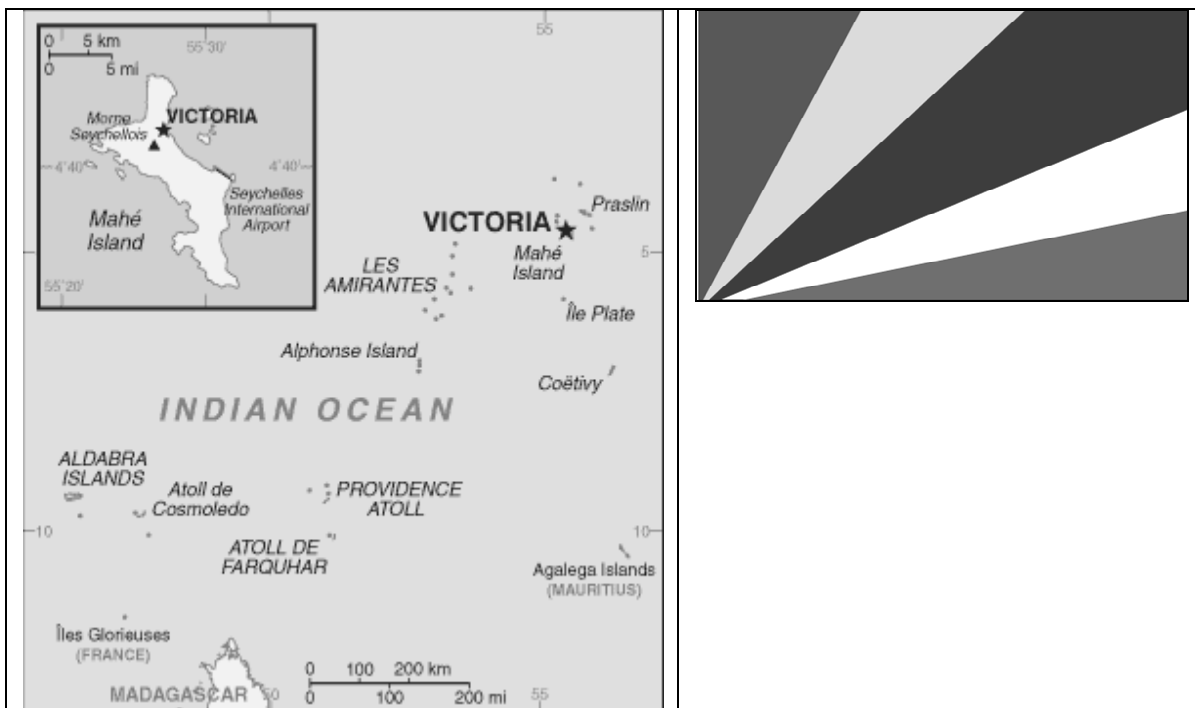 0 5 km
0 5 mi
55°30'
VICTORIA
Morne
Seychellois
4°40' 4°40'
Seychelles
International
Airport
Mahé
Island
55°20'
55
Praslin
VICTORIA
Mahé
Island
5
LES
AMIRANTES
Île Plate
Alphonse Island
Coëtivy
INDIAN OCEAN
ALDABRA
ISLANDS
Atoll de
Cosmoledo
PROVIDENCE
ATOLL
10 10
ATOLL DE
FARQUHAR
Agalega Islands
(MAURITIUS)
Îles Glorieuses
(FRANCE)
0 100 200 km
0 100 200 mi
MADAGASCAR
50 55